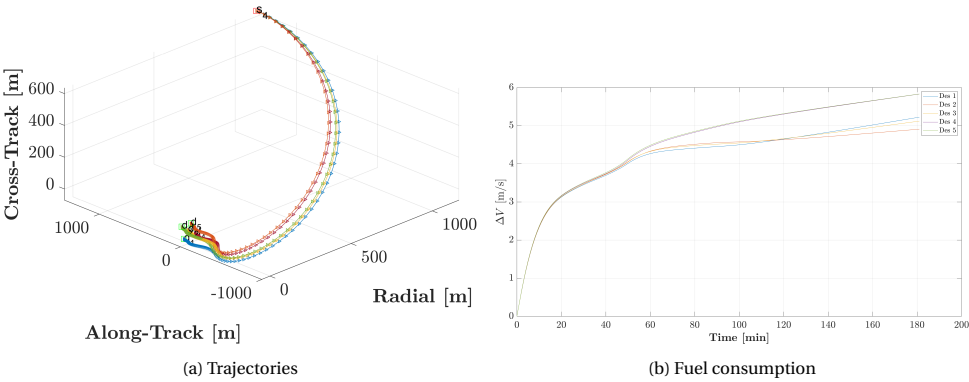 S
4
Cross-Track [m]
600
400
200
0
1000
0
-1000
0
500
1000
Along-Track [m]
Radial [m]
(a) Trajectories
ΔV [m/s]
6
5
4
3
2
1
0
0 20 40 60 80 100 120 140 160 180 200
Time [min]
Des 1
Des 2
Des 3
Des 4
Des 5
(b) Fuel consumption